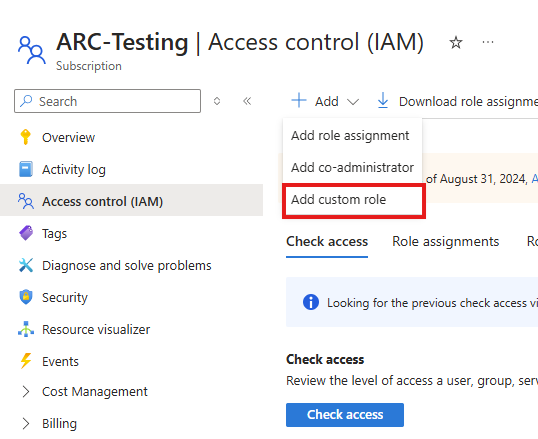 ARC-Testing | Access control (IAM)
Subscription
Search
Add
Download role assignme
Overview
Add role assignment
Activity log
Add co-administrator
of August 31, 2024, A
Access control (IAM)
Add custom role
Tags
Check access
Role assignments
Ro
Diagnose and solve problems
Security
Looking for the previous check access vi
Resource visualizer
Events
Check access
Review the level of access a user, group, serv
Cost Management
Check access
Billing